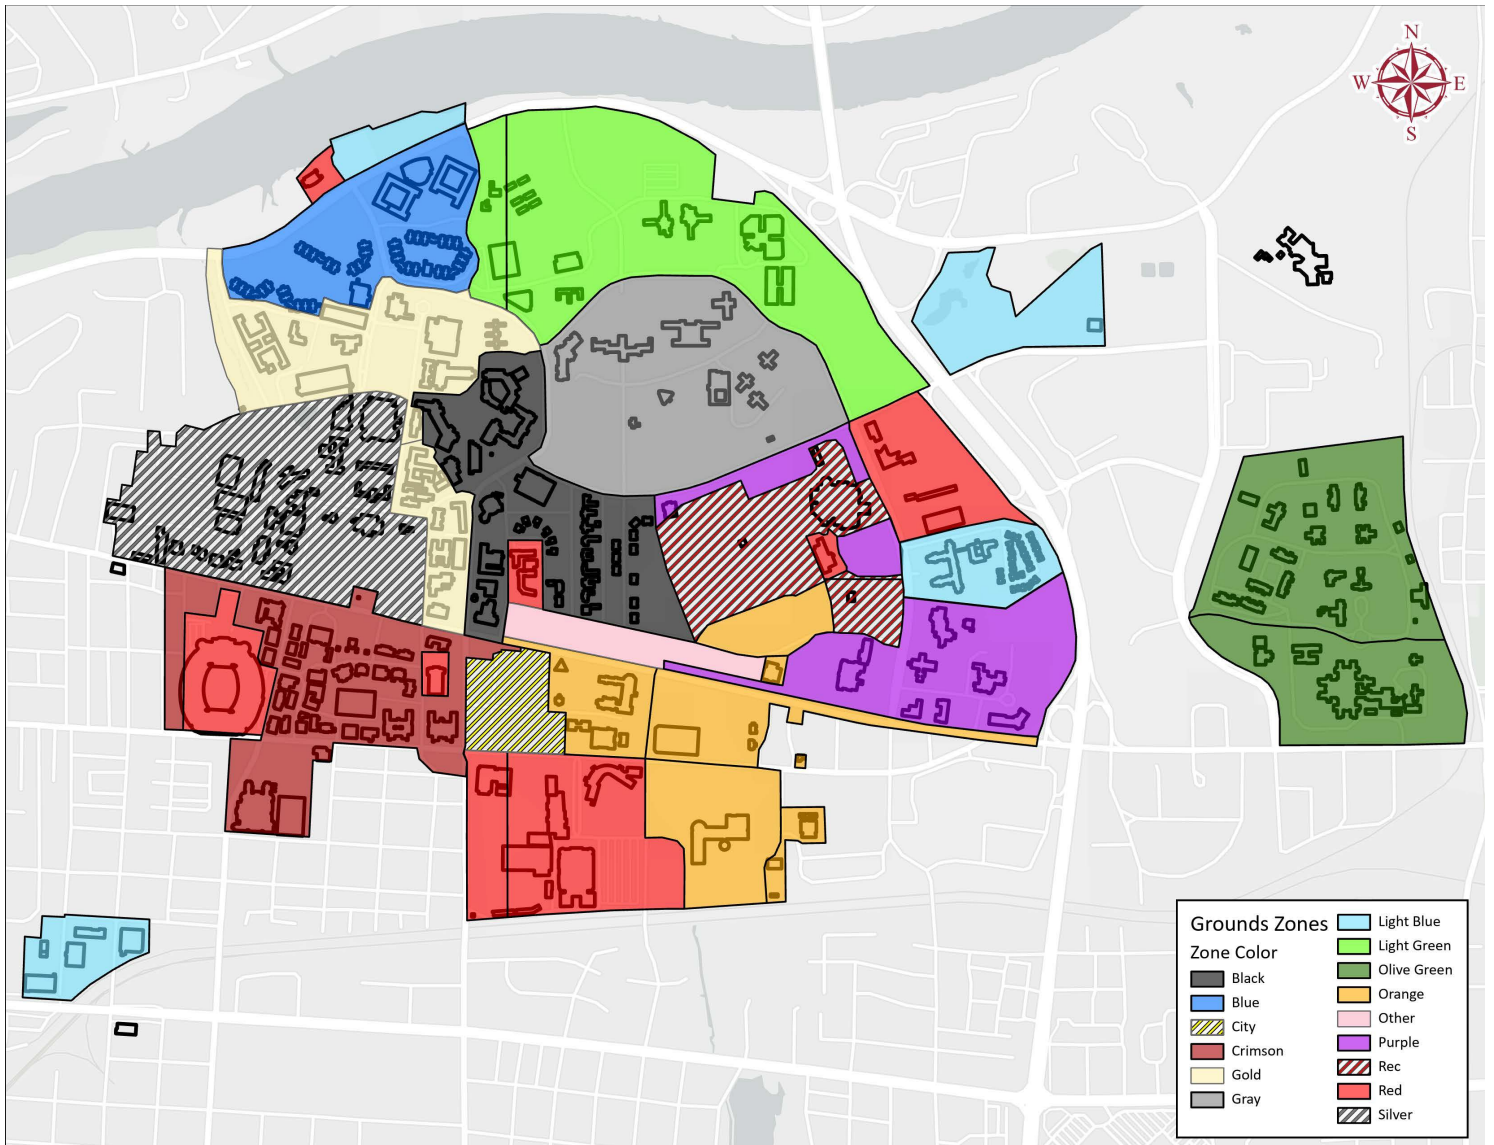 N
W E
S
Grounds Zones
Zone Color
Black
Blue
City
Crimson
Gold
Gray
Light Blue
Light Green
Olive Green
Orange
Other
Purple
Rec
Red
Silver